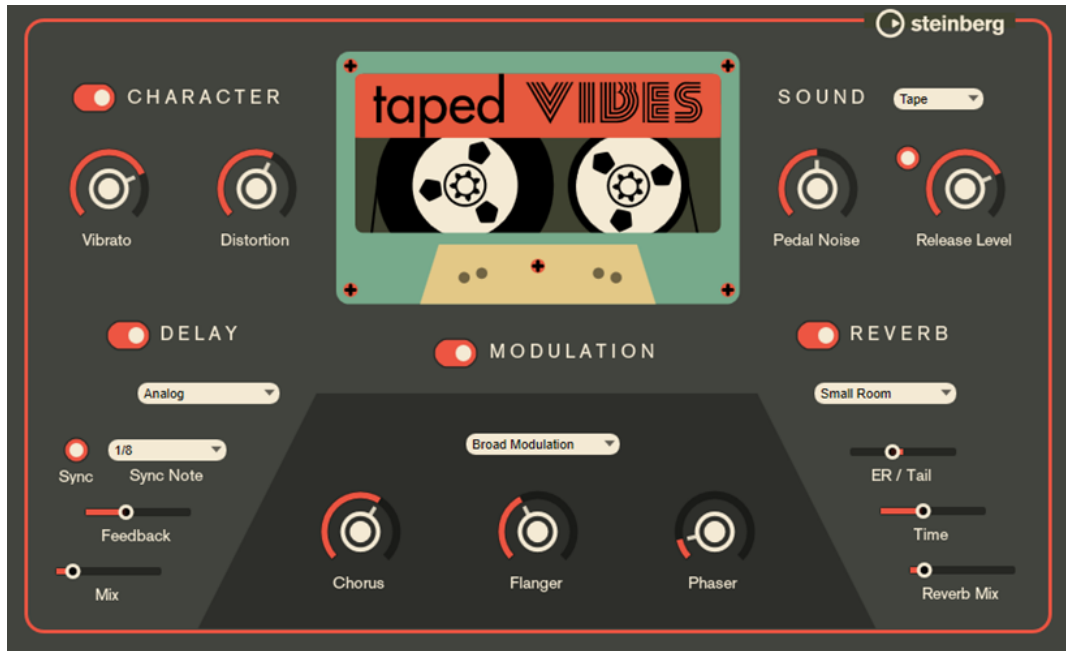 steinberg
CHARACTER
taped VIBES
SOUND
Tape
Vibrato
Distortion
Pedal Noise
Release Level
DELAY
MODULATION
REVERB
Analog
Small Room
1/8
Broad Modulation
Sync
Sync Note
ER / Tail
Feedback
Time
Mix
Chorus
Flanger
Phaser
Reverb Mix